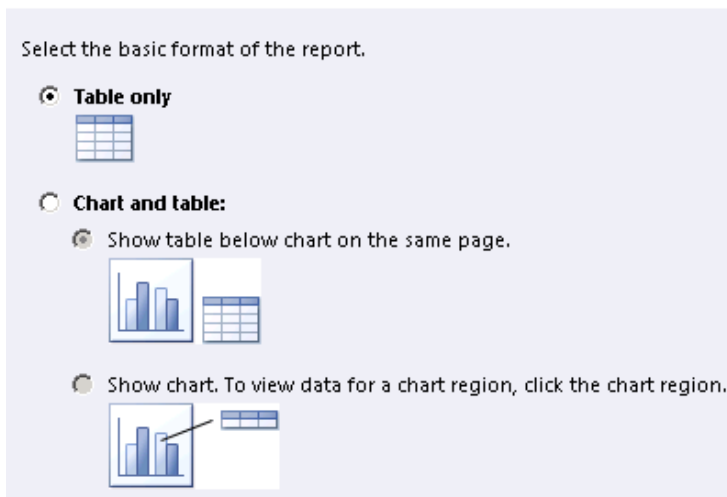 Select the basic format of the report.
Table only
Chart and table:
Show table below chart on the same page.
Show chart. To view data for a chart region, click the chart region.